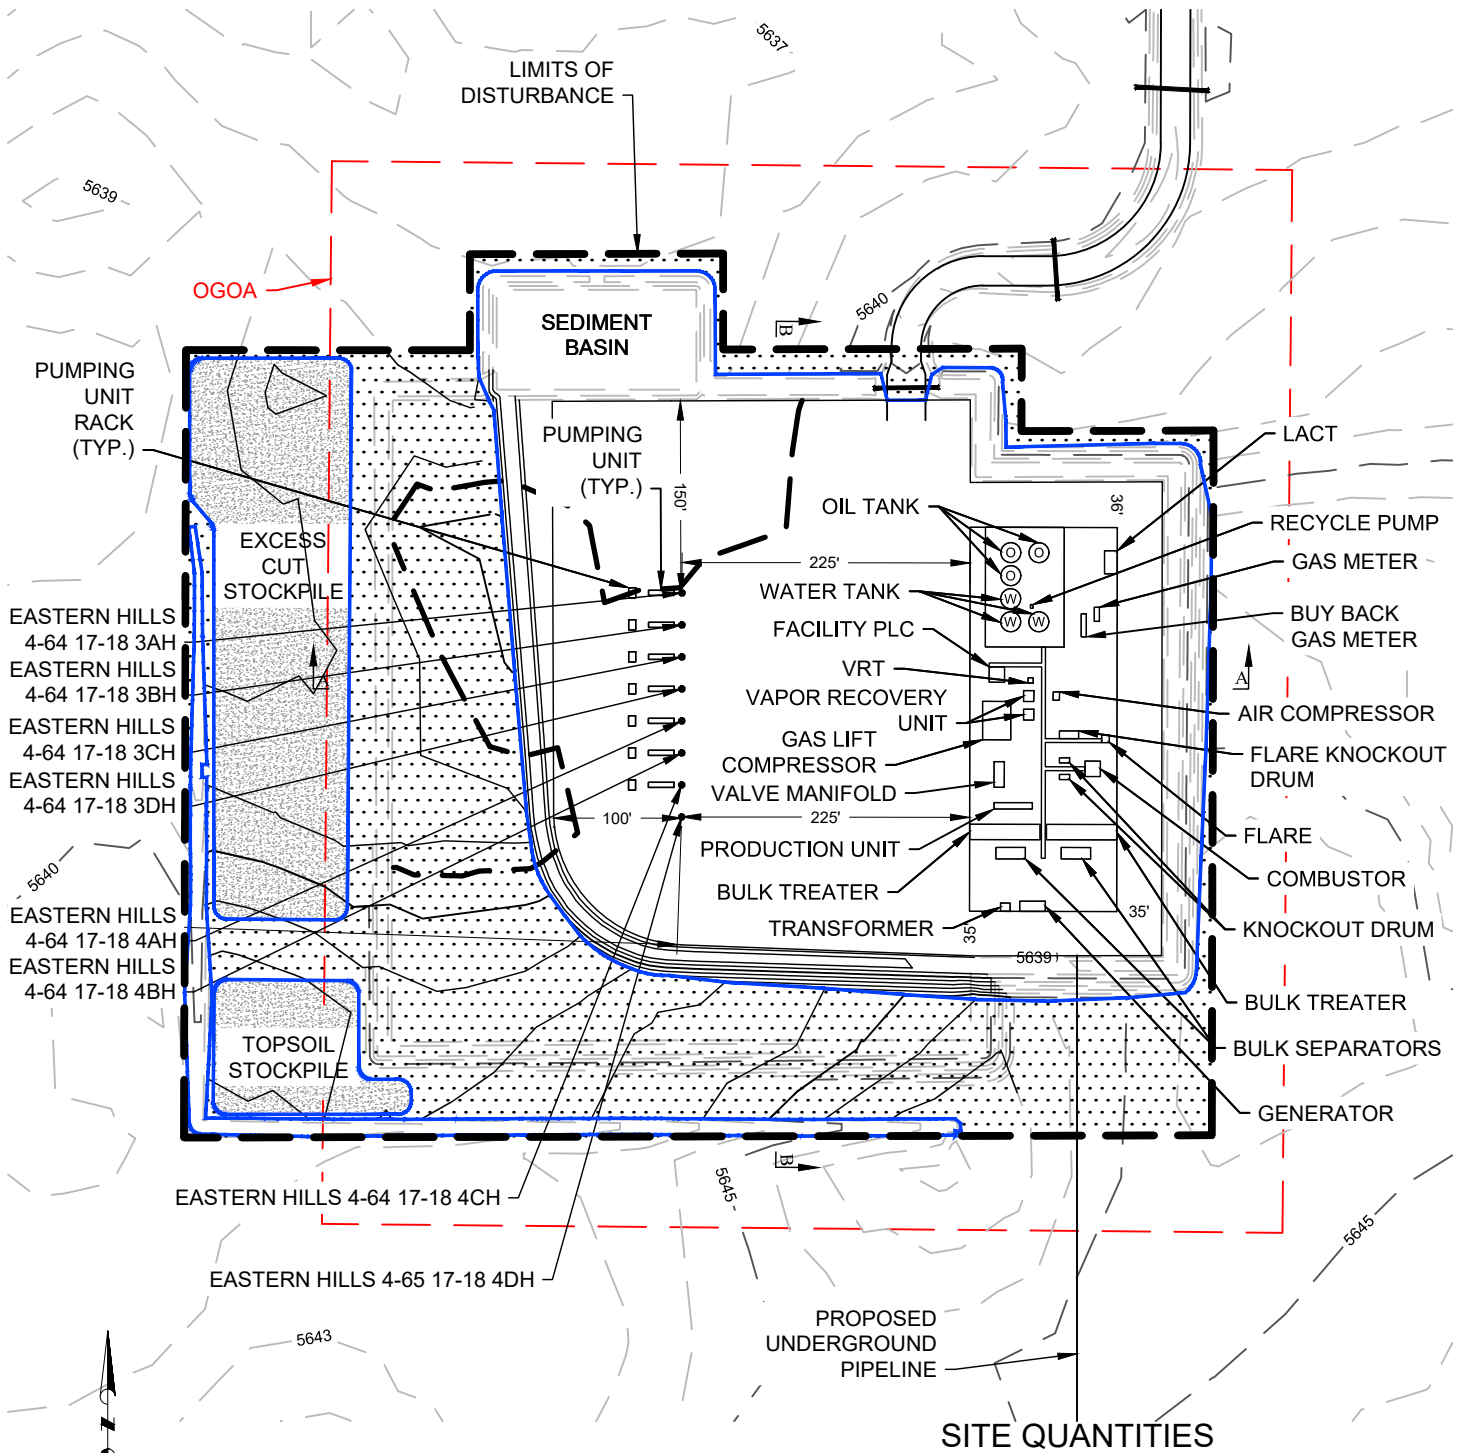 5637
LIMITS OF
DISTURBANCE
5639
OGOA
5640
B
SEDIMENT
BASIN
PUMPING
UNIT
RACK
(TYP.)
PUMPING
UNIT
(TYP.)
150'
LACT
OIL TANK
36'
RECYCLE PUMP
O
O
O
W
W
W
EXCESS
CUT
STOCKPILE
225'
GAS METER
WATER TANK
EASTERN HILLS
4-64 17-18 3AH
FACILITY PLC
BUY BACK
GAS METER
EASTERN HILLS
4-64 17-18 3BH
VRT
A
A
VAPOR RECOVERY
UNIT
AIR COMPRESSOR
EASTERN HILLS
4-64 17-18 3CH
GAS LIFT
COMPRESSOR
FLARE KNOCKOUT
DRUM
EASTERN HILLS
4-64 17-18 3DH
VALVE MANIFOLD
100'
225'
FLARE
PRODUCTION UNIT
COMBUSTOR
5640
BULK TREATER
EASTERN HILLS
4-64 17-18 4AH
TRANSFORMER
35'
35'
KNOCKOUT DRUM
EASTERN HILLS
4-64 17-18 4BH
5639
BULK TREATER
TOPSOIL
STOCKPILE
BULK SEPARATORS
GENERATOR
B
EASTERN HILLS 4-64 17-18 4CH
5645
5645
EASTERN HILLS 4-65 17-18 4DH
5643
PROPOSED
UNDERGROUND
PIPELINE
SITE QUANTITIES